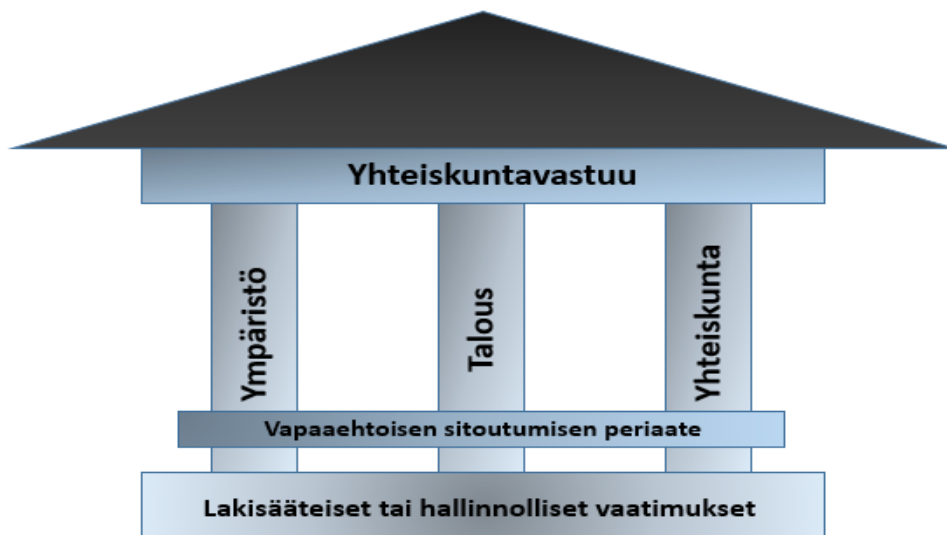 Yhteiskuntavastuu
Ympäristö
Talous
Yhteiskunta
Vapaaehtoisen sitoutumisen periaate
Lakisääteiset tai hallinnolliset vaatimukset